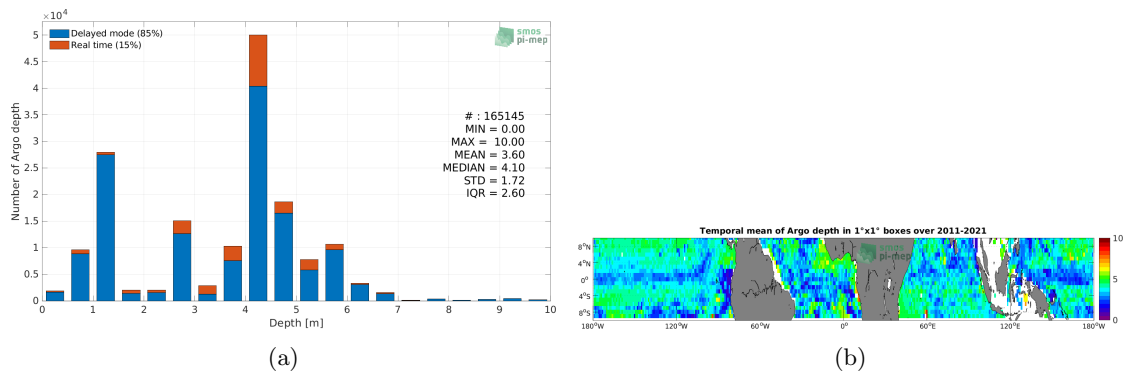 ×10⁴
Delayed mode (85%)
Real time (15%)
smos
pi-mep
5
4.5
4
3.5
3
2.5
2
1.5
1
0.5
0
Number of Argo depth
# : 165145
MIN = 0.00
MAX = 10.00
MEAN = 3.60
MEDIAN = 4.10
STD = 1.72
IQR = 2.60
0 1 2 3 4 5 6 7 8 9 10
Depth [m]
(a)
Temporal mean of Argo depth in 1°x1° boxes over 2011-2021
smos
pi-mep
8°N
4°N
0°
4°S
8°S
180°W 120°W 60°W 0° 60°E 120°E 180°W
10
5
0
(b)